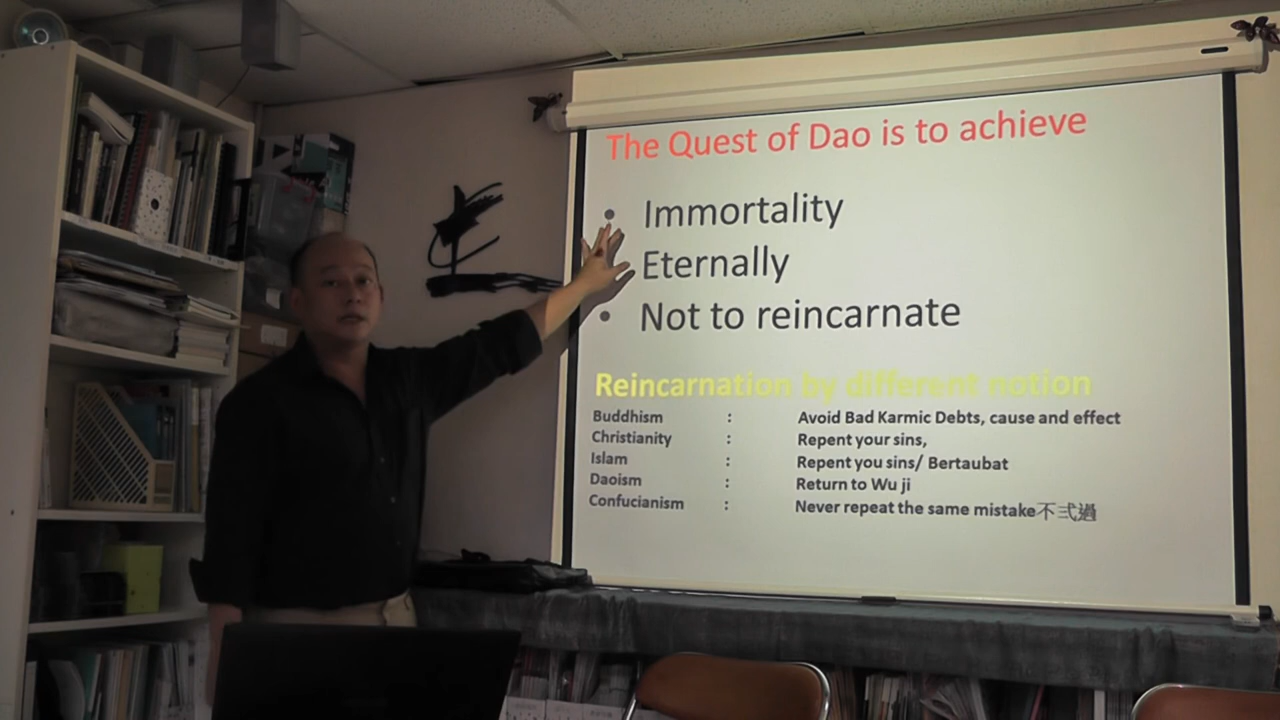 The Quest of Dao is to achieve
• Immortality
Eternally
• Not to reincarnate
Reincarnation by different notion
Buddhism : Avoid Bad Karmic Debts, cause and effect
Christianity : Repent your sins,
Islam : Repent you sins/ Bertaubat
Daoism : Return to Wu ji
Confucianism : Never repeat the same mistake不弍過